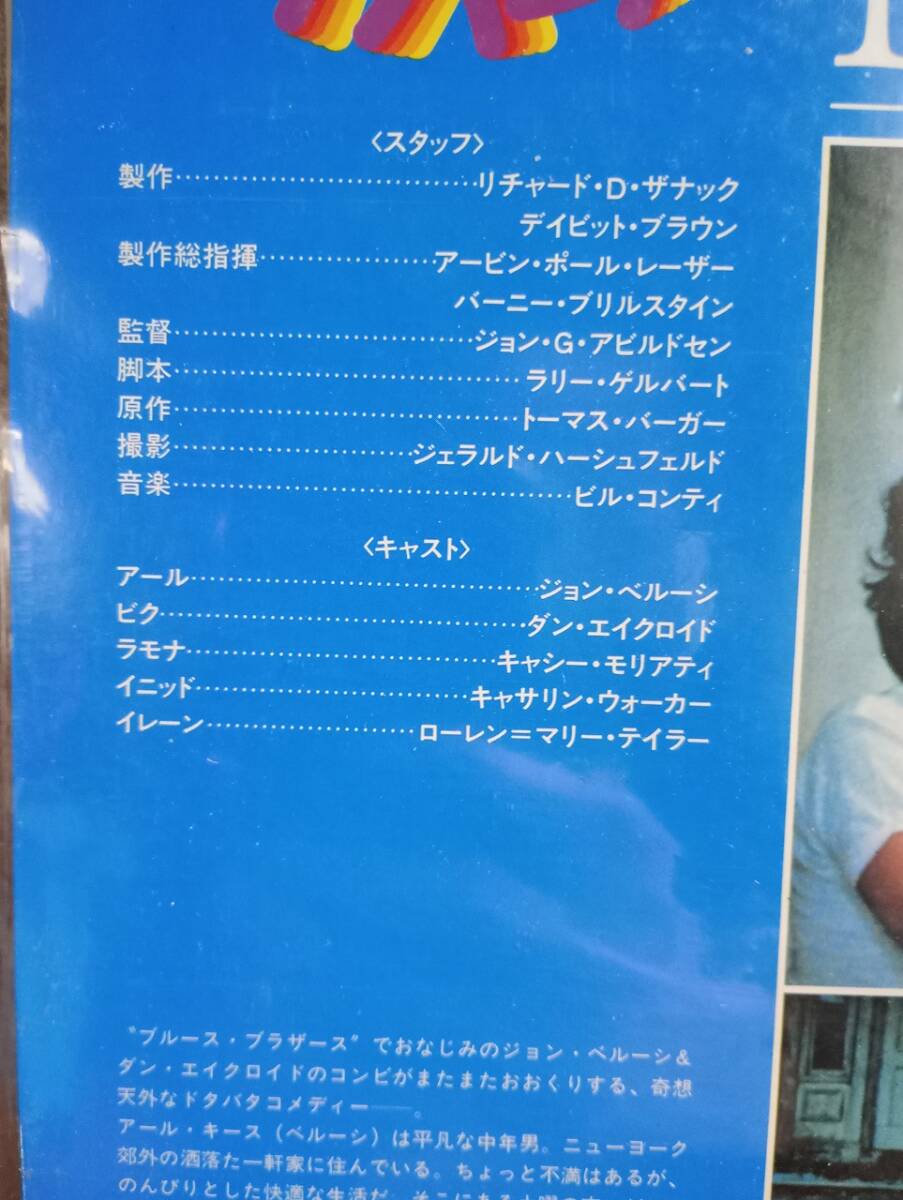 〈スタッフ〉
製作……………………………リチャード・D・ザナック
デイビット・ブラウン
製作総指揮………………アービン・ポール・レーザー
バーニー・ブリルスタイン
監督…………………………ジョン・G・アビルドセン
脚本………………………………ラリー・ゲルバート
原作………………………………トーマス・バーガー
撮影……………………ジェラルド・ハーシュフェルド
音楽……………………………………ビル・コンティ
〈キャスト〉
アール………………………………ジョン・ベルーシ
ビク…………………………………ダン・エイクロイド
ラモナ……………………………キャシー・モリアティ
イニッド………………………キャサリン・ウォーカー
イレーン…………………ローレン＝マリー・テイラー
"ブルース・ブラザース"でおなじみのジョン・ベルーシ&
ダン・エイクロイドのコンビがまたまたおおくりする、奇想
天外なドタバタコメディー――。
アール・キース（ベルーシ）は平凡な中年男。ニューヨーク
郊外の洒落た一軒家に住んでいる。ちょっと不満はあるが、
のんびりとした快適な生活だ。そこにある